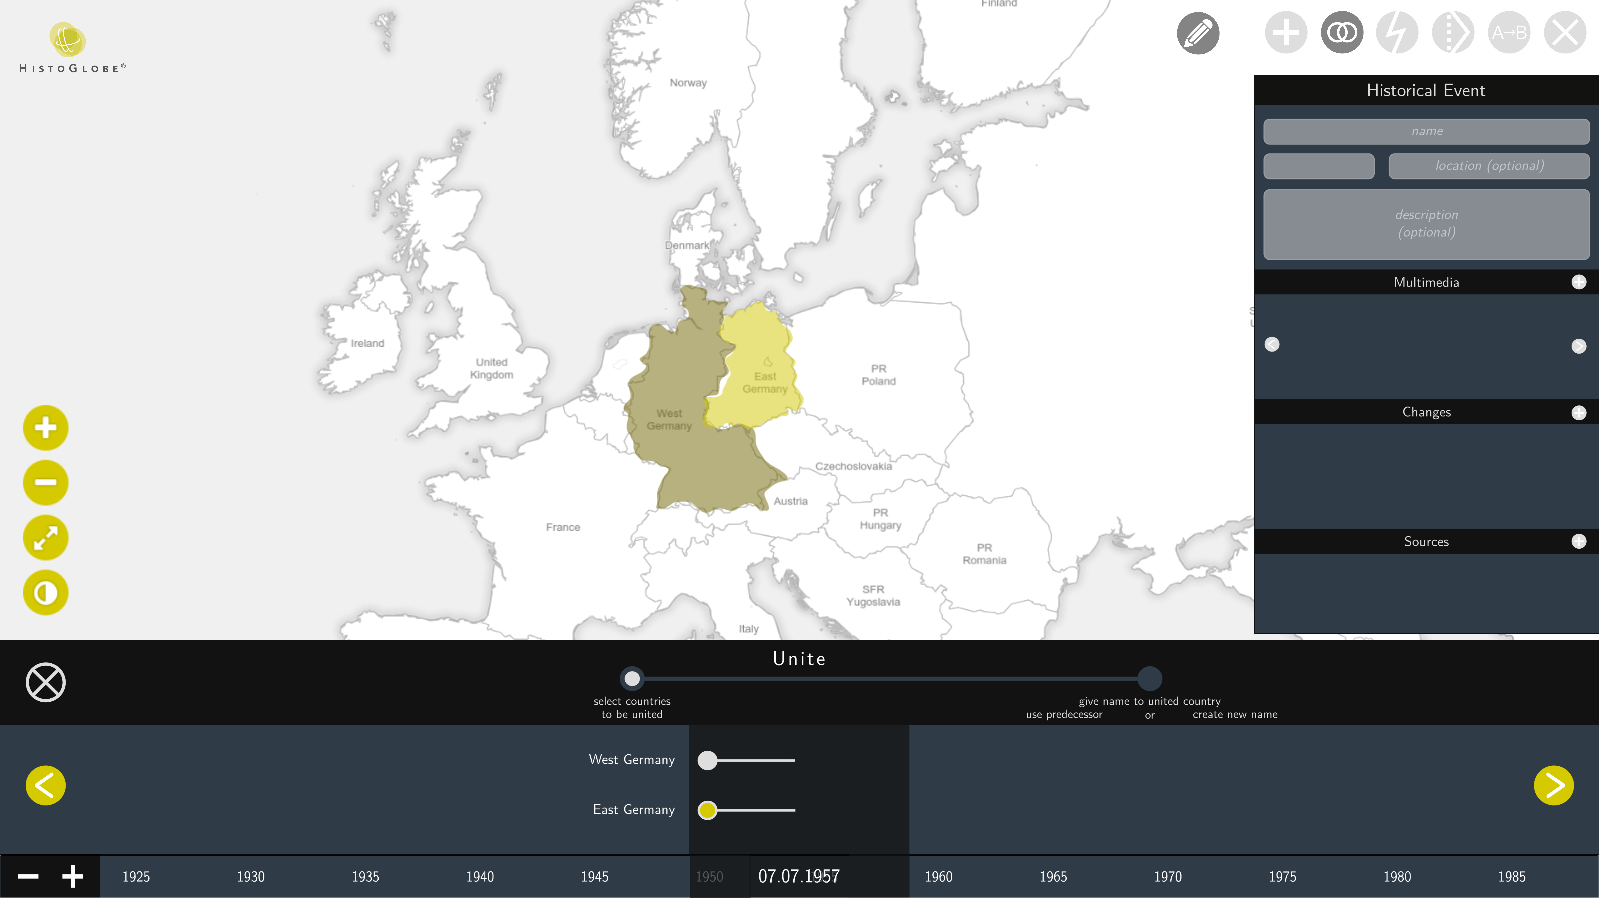 HISTOGLOBE
Finland
Norway
Denmark
Ireland
United
Kingdom
East
Germany
West
Germany
PR
Poland
Czechoslovakia
Austria
PR
Hungary
France
PR
Romania
SFR
Yugoslavia
Italy
A→B
Historical Event
name
location (optional)
description
(optional)
Multimedia
Changes
Sources
Unite
select countries
to be united
give name to united country
use predecessor or create new name
West Germany
East Germany
1925 1930 1935 1940 1945 1950 07.07.1957 1960 1965 1970 1975 1980 1985